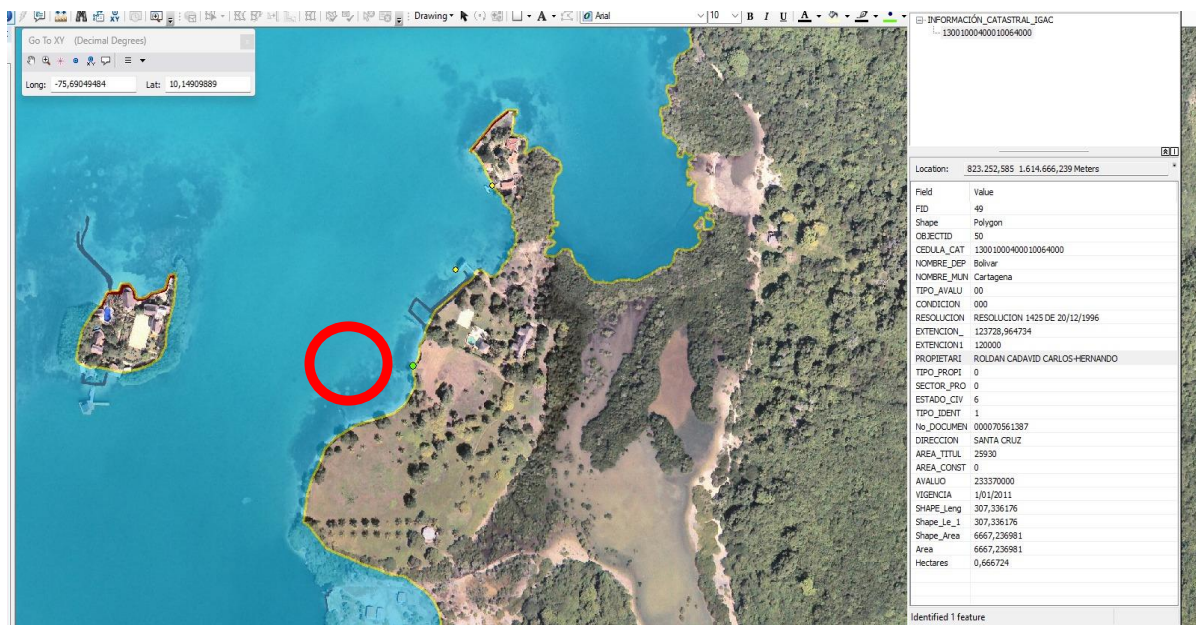 Drawing
Arial
10
B I U A
Go To XY (Decimal Degrees)
Long: -75,69049484 Lat: 10,14909889
INFORMACIÓN_CATASTRAL_IGAC
13001000400010064000
Location: 823.252,585 1.614.666,239 Meters
Field Value
FID 49
Shape Polygon
OBJECTID 50
CEDULA_CAT 13001000400010064000
NOMBRE_DEP Bolivar
NOMBRE_MUN Cartagena
TIPO_AVALU 00
CONDICION 000
RESOLUCION RESOLUCION 1425 DE 20/12/1996
EXTENCION_ 123728,964734
EXTENCION1 120000
PROPIETARI ROLDAN CADAVID CARLOS-HERNANDO
TIPO_PROPI 0
SECTOR_PRO 0
ESTADO_CIV 6
TIPO_IDENT 1
No_DOCUMEN 000070561387
DIRECCION SANTA CRUZ
AREA_TITUL 25930
AREA_CONST 0
AVALUO 233370000
VIGENCIA 1/01/2011
SHAPE_Leng 307,336176
Shape_Le_1 307,336176
Shape_Area 6667,236981
Area 6667,236981
Hectares 0,666724
Identified 1 feature